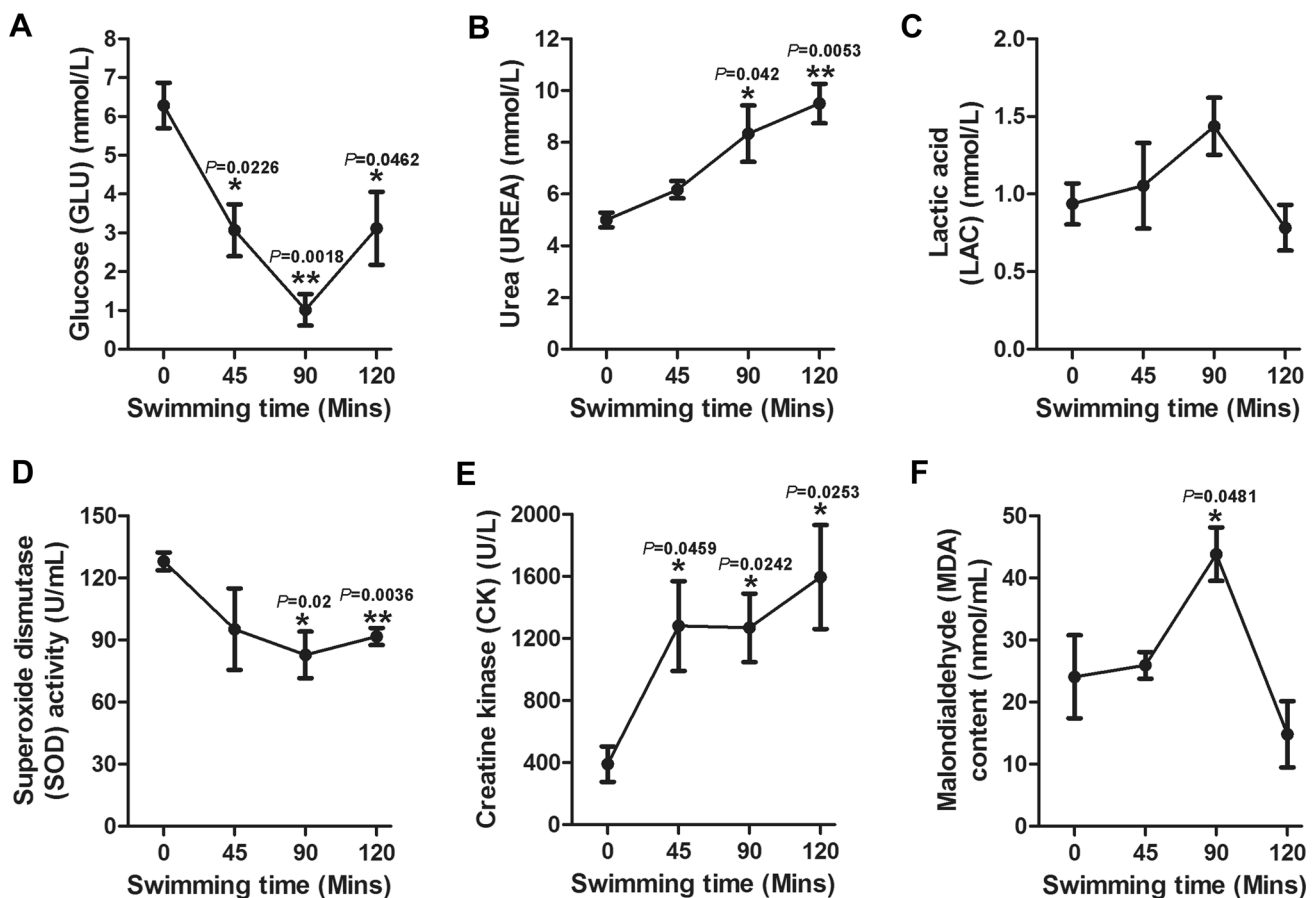 A
Glucose (GLU) (mmol/L)
8
7
6
5
4
3
2
1
0
P=0.0226
*
P=0.0018
**
P=0.0462
*
0 45 90 120
Swimming time (Mins)
B
Urea (UREA) (mmol/L)
12
10
8
6
4
2
0
P=0.042
*
P=0.0053
**
0 45 90 120
Swimming time (Mins)
C
Lactic acid
(LAC) (mmol/L)
2.0
1.5
1.0
0.5
0.0
0 45 90 120
Swimming time (Mins)
D
Superoxide dismutase
(SOD) activity (U/mL)
150
120
90
60
30
0
P=0.02
*
P=0.0036
**
0 45 90 120
Swimming time (Mins)
E
Creatine kinase (CK) (U/L)
2000
1600
1200
800
400
0
P=0.0459
*
P=0.0242
*
P=0.0253
*
0 45 90 120
Swimming time (Mins)
F
Malondialdehyde (MDA)
content (nmol/mL)
50
40
30
20
10
0
P=0.0481
*
0 45 90 120
Swimming time (Mins)